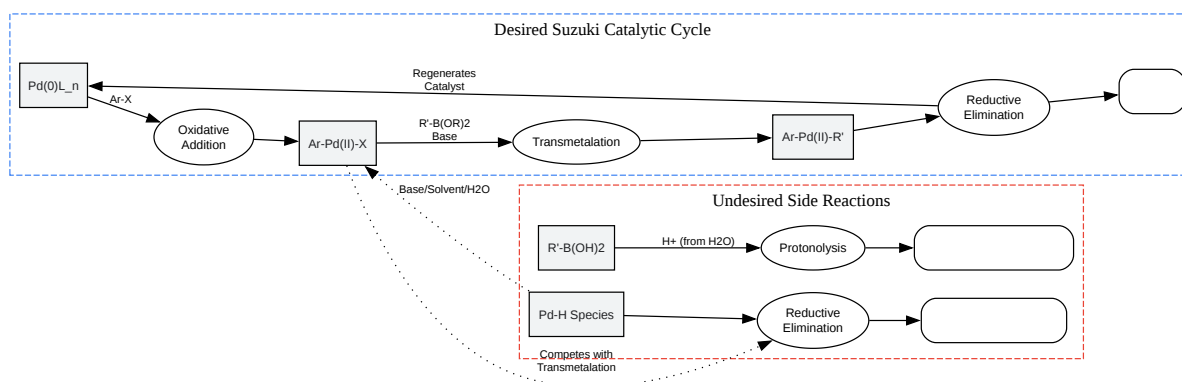 Desired Suzuki Catalytic Cycle
Pd(0)L_n
Regenerates
Catalyst
Reductive
Elimination
Ar-X
Oxidative
Addition
Ar-Pd(II)-X
R'-B(OR)2
Base
Transmetalation
Ar-Pd(II)-R'
Base/Solvent/H2O
Undesired Side Reactions
R'-B(OH)2
H+ (from H2O)
Protonolysis
Pd-H Species
Reductive
Elimination
Competes with
Transmetalation